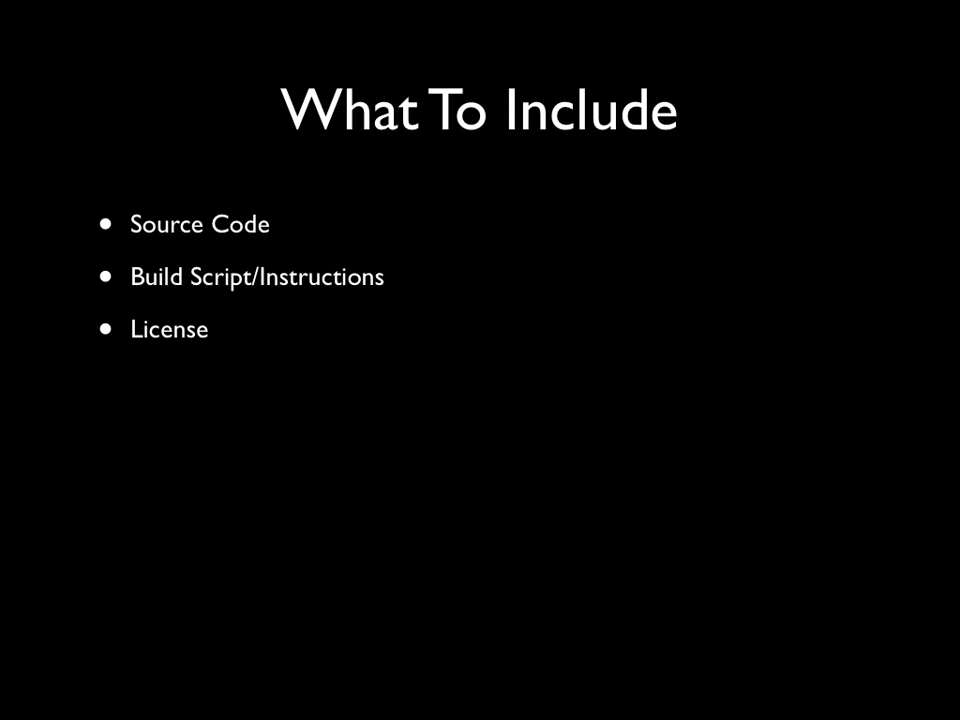 What To Include
• Source Code
• Build Script/Instructions
• License